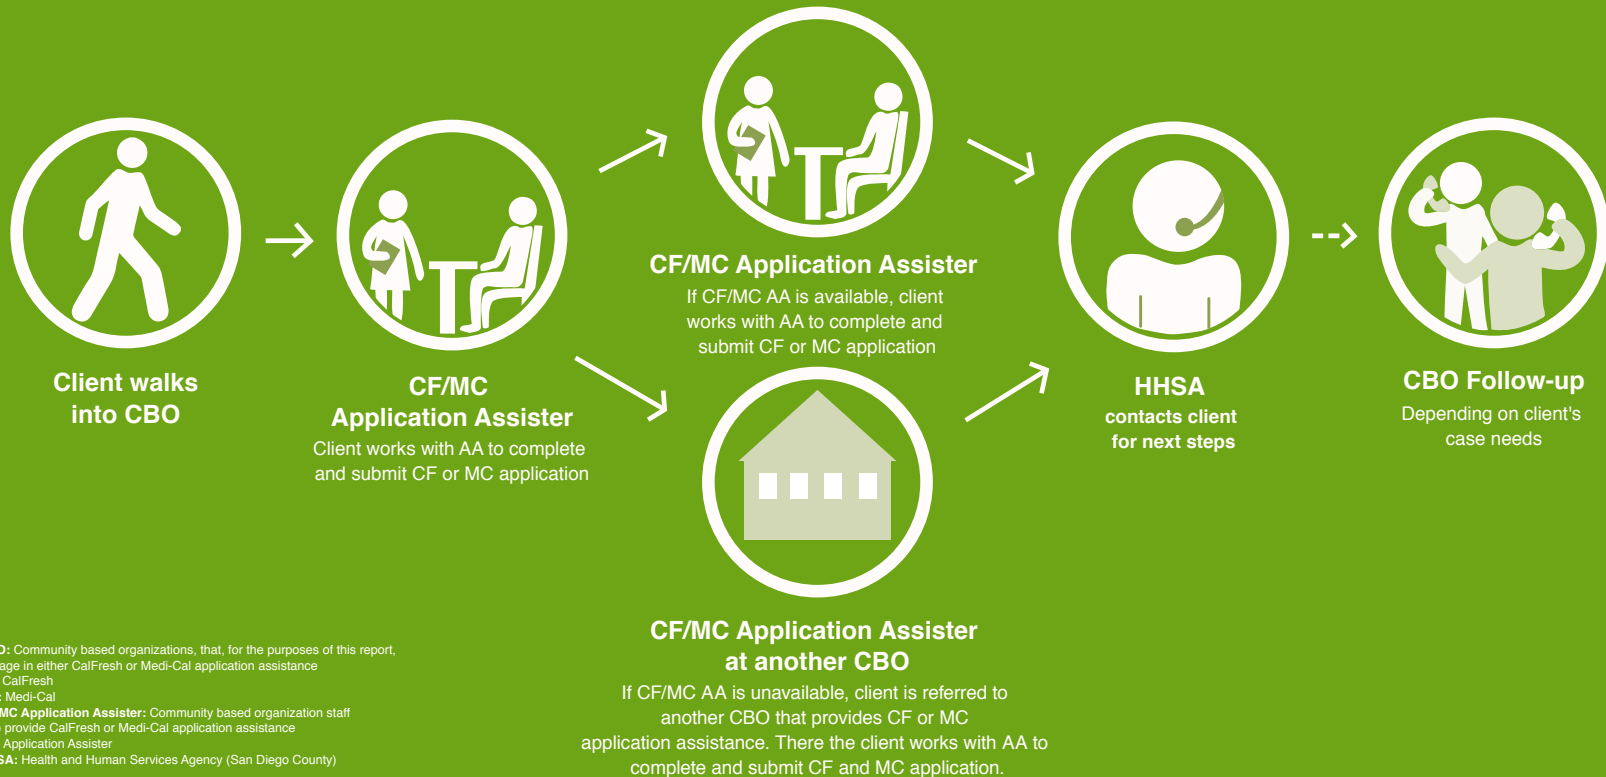 Client walks
into CBO
CF/MC
Application Assister
Client works with AA to complete
and submit CF or MC application
CF/MC Application Assister
If CF/MC AA is available, client
works with AA to complete and
submit CF or MC application
CF/MC Application Assister
at another CBO
If CF/MC AA is unavailable, client is referred to
another CBO that provides CF or MC
application assistance. There the client works with AA to
complete and submit CF and MC application.
HHSA
contacts client
for next steps
CBO Follow-up
Depending on client's
case needs
Community based organizations, that, for the purposes of this report,
in either CalFresh or Medi-Cal application assistance
CalFresh
Medi-Cal
MC Application Assister: Community based organization staff
provide CalFresh or Medi-Cal application assistance
Application Assister
Health and Human Services Agency (San Diego County)